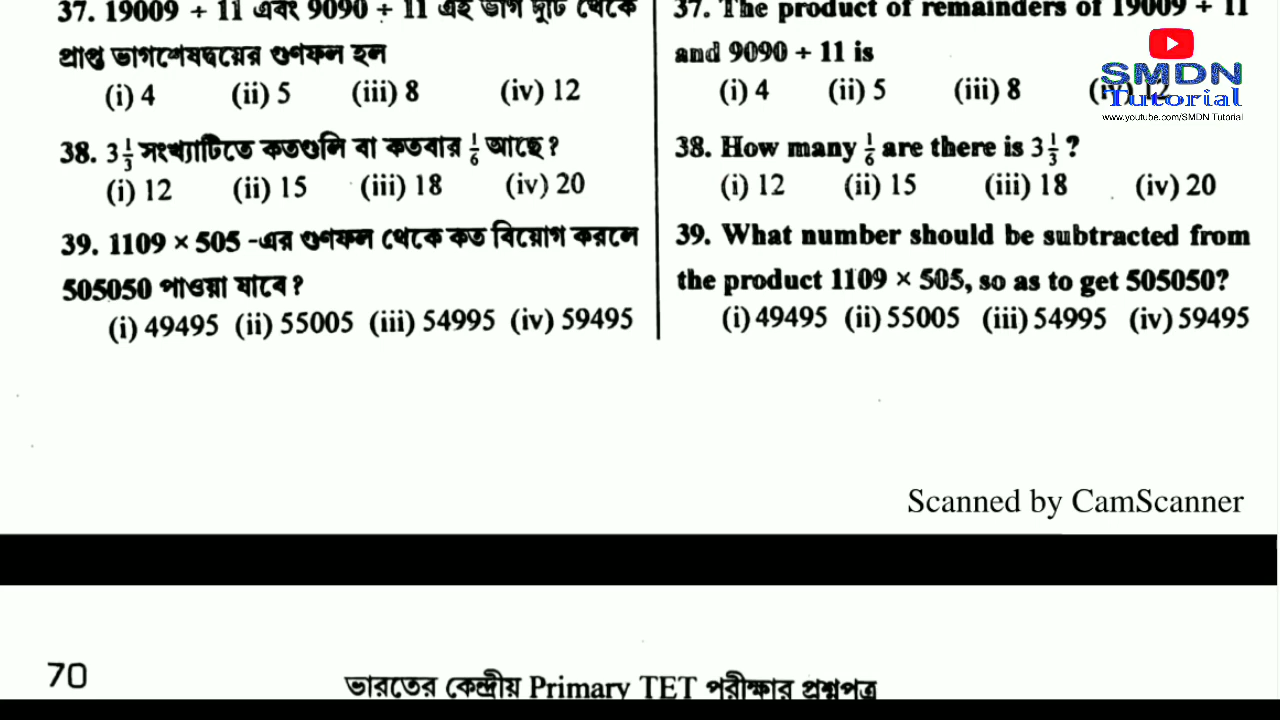 37. 19009 ÷ 11 এবং 9090 ÷ 11 এই ভাগ দুটি থেকে
প্রাপ্ত ভাগশেষদ্বয়ের গুণফল হল
(i) 4 (ii) 5 (iii) 8 (iv) 12
38. 3 1/3 সংখ্যাটিতে কতগুলি বা কতবার 1/6 আছে?
(i) 12 (ii) 15 (iii) 18 (iv) 20
39. 1109 × 505 -এর গুণফল থেকে কত বিয়োগ করলে
505050 পাওয়া যাবে?
(i) 49495 (ii) 55005 (iii) 54995 (iv) 59495
37. The product of remainders of 19009 ÷ 11
and 9090 ÷ 11 is
(i) 4 (ii) 5 (iii) 8 (iv) 12
38. How many 1/6 are there is 3 1/3 ?
(i) 12 (ii) 15 (iii) 18 (iv) 20
39. What number should be subtracted from
the product 1109 × 505, so as to get 505050?
(i) 49495 (ii) 55005 (iii) 54995 (iv) 59495
SMDN
Tutorial
www.youtube.com/SMDN Tutorial
Scanned by CamScanner
70
ভারতের কেন্দ্রীয় Primary TET পরীক্ষার প্রশ্নপত্র